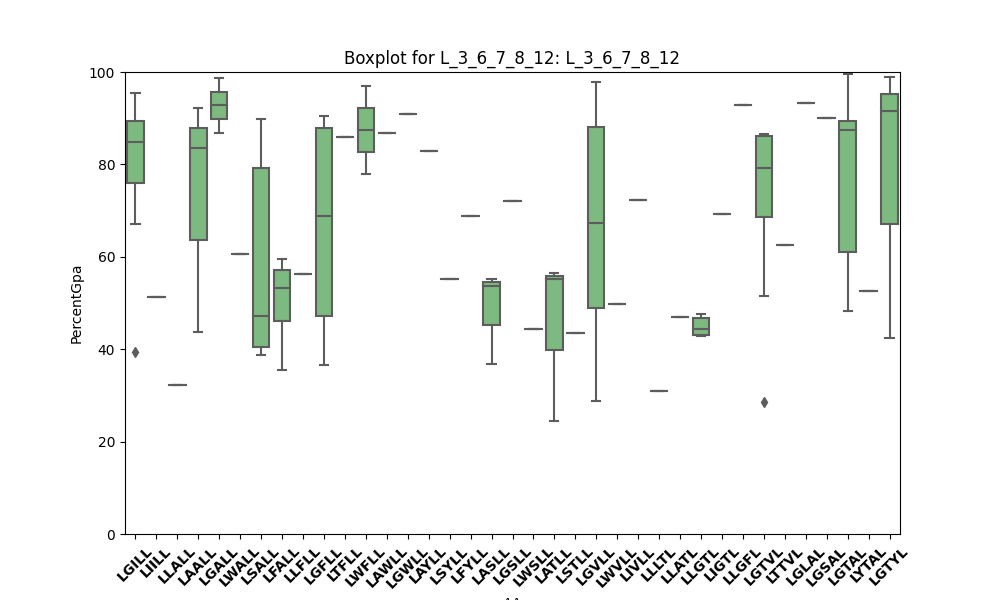 Boxplot for L_3_6_7_8_12: L_3_6_7_8_12
PercentGpa
100
80
60
40
20
0
LGILL LIILL LLALL LAALL LGALL LWALL LSALL LFALL LLFLL LGFLL LTFLL LWFLL LAWLL LGWLL LAYLL LSYLL LFYLL LASLL LGSLL LWSLL LATLL LSTLL LGVLL LWVLL LIVLL LLLTL LLATL LLGTL LIGTL LLGFL LGTVL LTTVL LGLAL LGSAL LGTAL LYTAL LGTYL